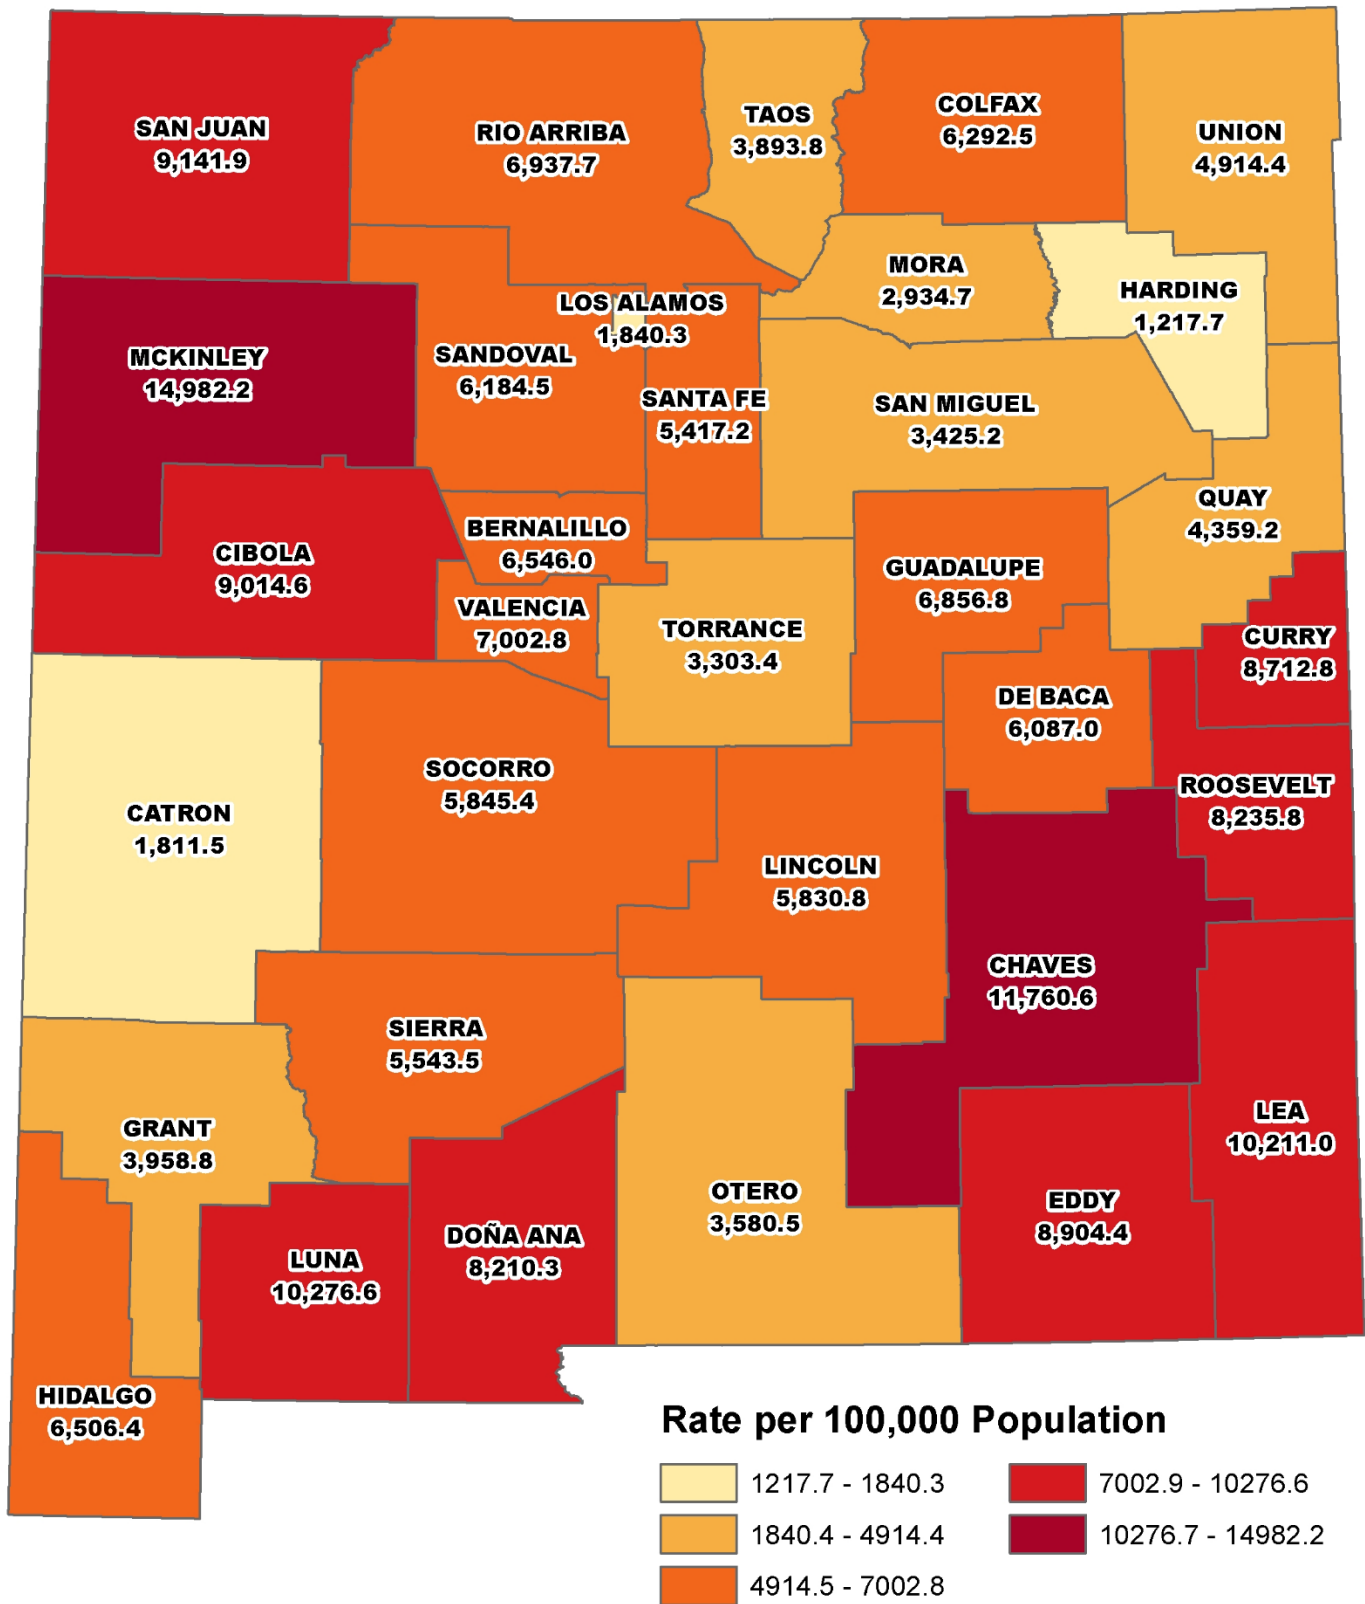 SAN JUAN
9,141.9
RIO ARRIBA
6,937.7
TAOS
3,893.8
COLFAX
6,292.5
UNION
4,914.4
MORA
2,934.7
HARDING
1,217.7
LOS ALAMOS
1,840.3
MCKINLEY
14,982.2
SANDOVAL
6,184.5
SANTA FE
5,417.2
SAN MIGUEL
3,425.2
QUAY
4,359.2
CIBOLA
9,014.6
BERNALILLO
6,546.0
VALENCIA
7,002.8
GUADALUPE
6,856.8
TORRANCE
3,303.4
CURRY
8,712.8
DE BACA
6,087.0
ROOSEVELT
8,235.8
CATRON
1,811.5
SOCORRO
5,845.4
LINCOLN
5,830.8
CHAVES
11,760.6
SIERRA
5,543.5
GRANT
3,958.8
LEA
10,211.0
OTERO
3,580.5
EDDY
8,904.4
LUNA
10,276.6
DOÑA ANA
8,210.3
HIDALGO
6,506.4
Rate per 100,000 Population
1217.7 - 1840.3
1840.4 - 4914.4
4914.5 - 7002.8
7002.9 - 10276.6
10276.7 - 14982.2